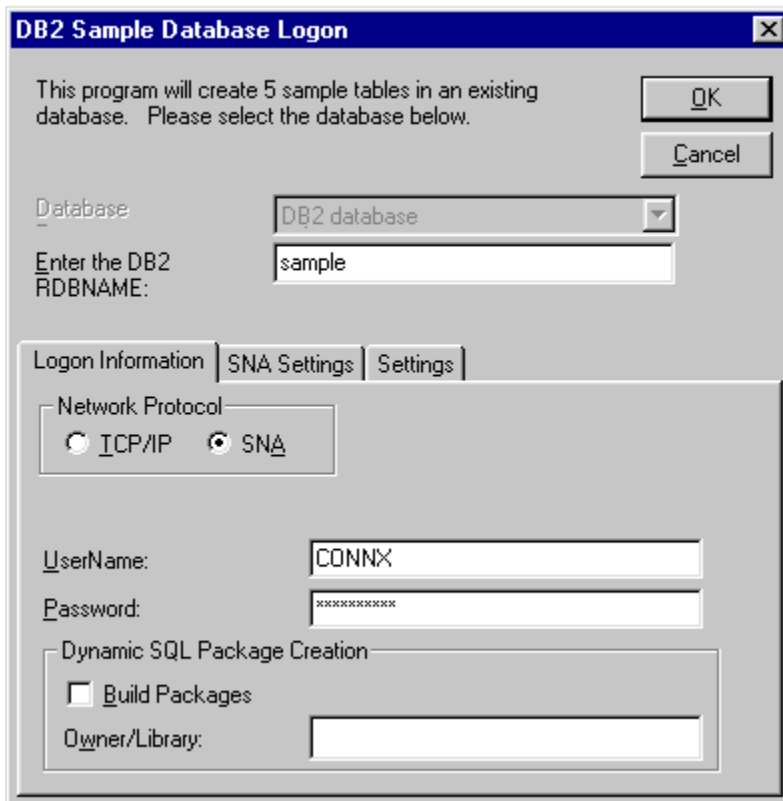 DB2 Sample Database Logon
This program will create 5 sample tables in an existing
database. Please select the database below.
OK
Cancel
Database
DB2 database
Enter the DB2
RDBNAME:
sample
Logon Information
SNA Settings
Settings
Network Protocol
TCP/IP
SNA
UserName:
CONNX
Password:
**********
Dynamic SQL Package Creation
Build Packages
Owner/Library: